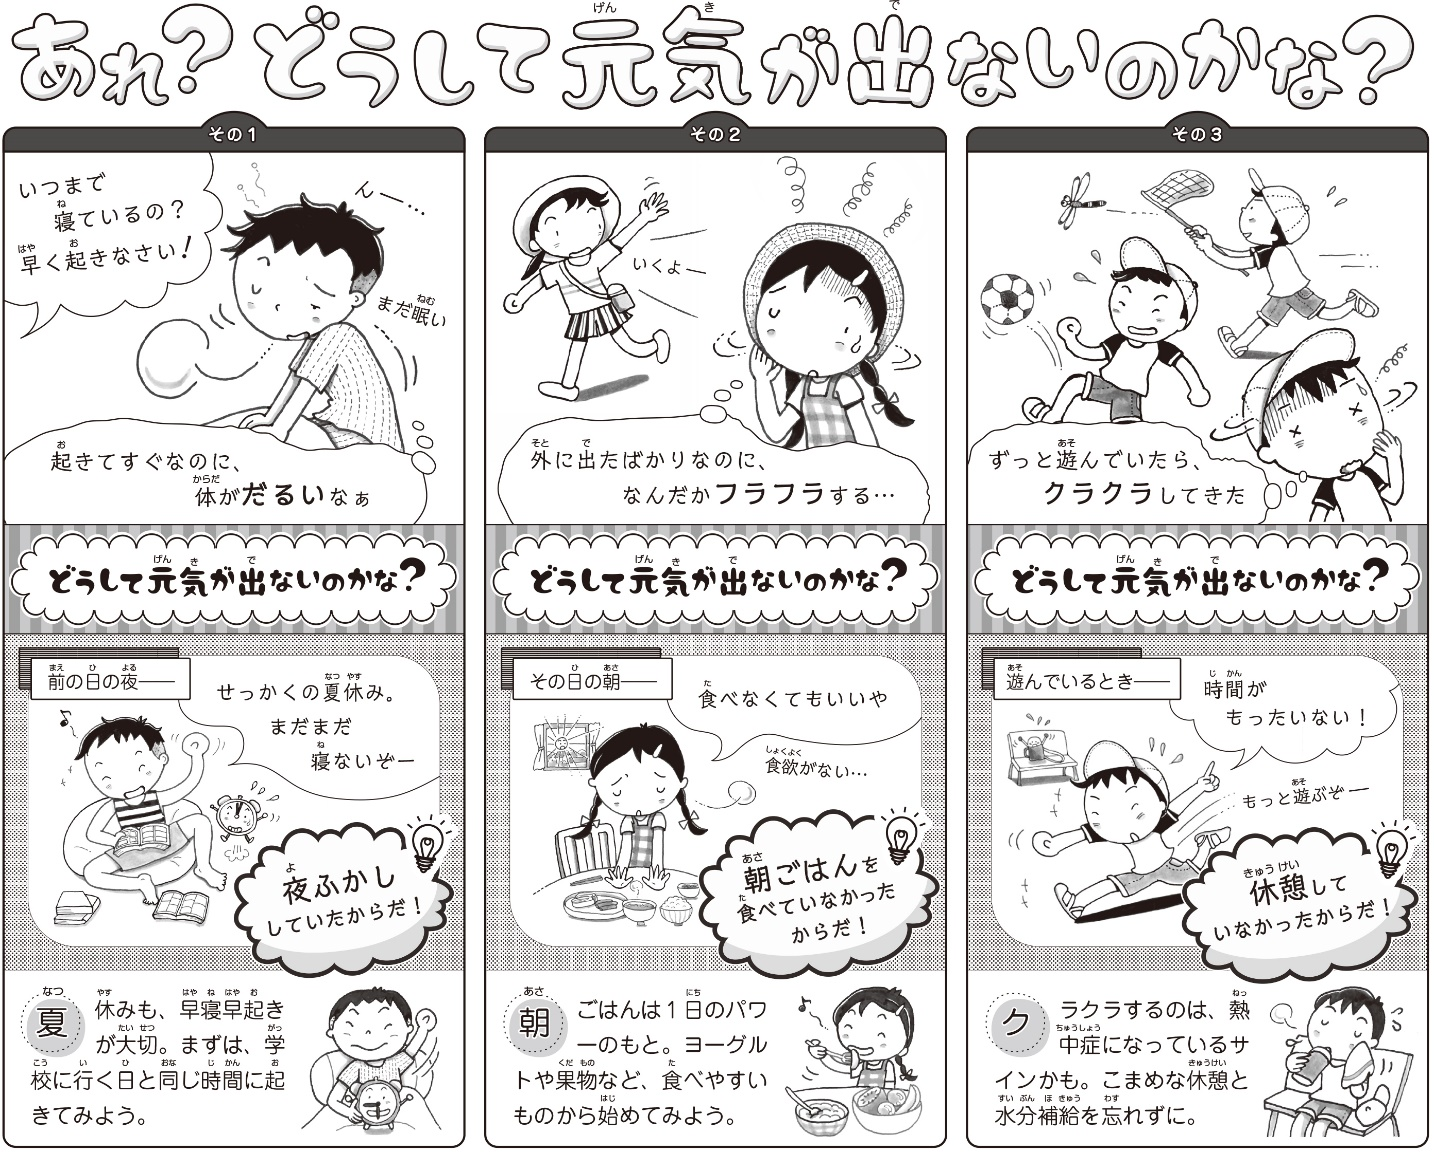 あれ？どうして元気が出ないのかな？
その1
いつまで
寝ているの？
早く起きなさい！
んー…
まだ眠い
起きてすぐなのに、
体がだるいなぁ
どうして元気が出ないのかな？
前の日の夜――
せっかくの夏休み。
まだまだ
寝ないぞー
夜ふかし
していたからだ！
夏休みも、早寝早起き
が大切。まずは、学
校に行く日と同じ時間に起
きてみよう。
その2
いくよー
外に出たばかりなのに、
なんだかフラフラする…
どうして元気が出ないのかな？
その日の朝――
食べなくてもいいや
食欲がない…
朝ごはんを
食べていなかった
からだ！
朝ごはんは1日のパワ
ーのもと。ヨーグル
トや果物など、食べやすい
ものから始めてみよう。
その3
ずっと遊んでいたら、
クラクラしてきた
どうして元気が出ないのかな？
遊んでいるとき――
時間が
もったいない！
もっと遊ぶぞー
休憩して
いなかったからだ！
クラクラするのは、熱
中症になっているサ
インかも。こまめな休憩と
水分補給を忘れずに。